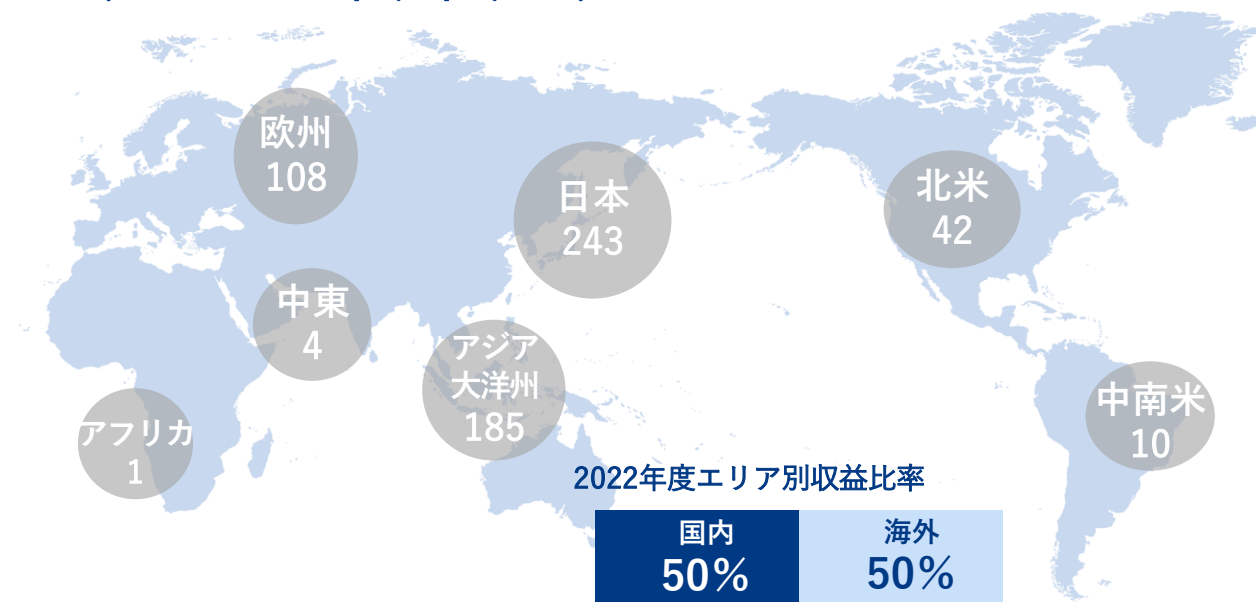 欧州
108
日本
243
北米
42
中東
4
アジア
大洋州
185
アフリカ
1
中南米
10
2022年度エリア別収益比率
国内
50%
海外
50%